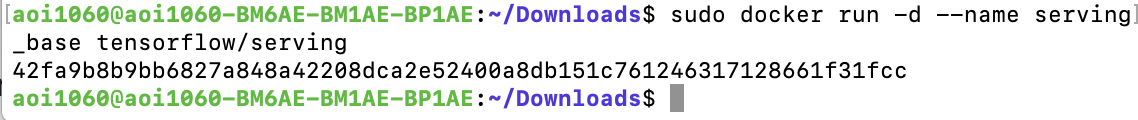 [aoi1060@aoi1060-BM6AE-BM1AE-BP1AE:~/Downloads$ sudo docker run -d --name serving]
_base tensorflow/serving
42fa9b8b9bb6827a848a42208dca2e52400a8db151c761246317128661f31fcc
aoi1060@aoi1060-BM6AE-BM1AE-BP1AE:~/Downloads$